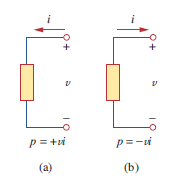 i i
+ +
v v
− −
p = +vi p = −vi
(a) (b)